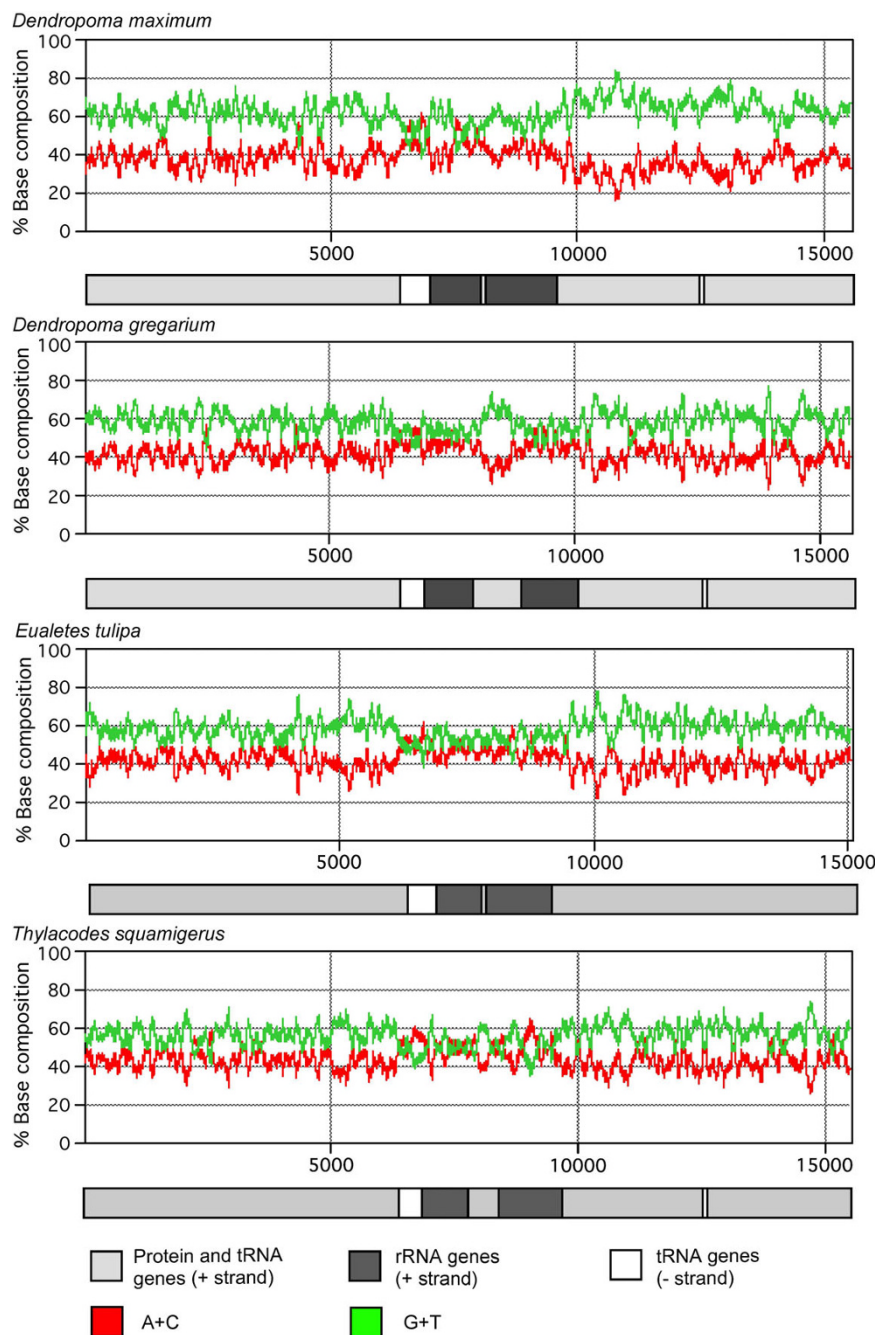 Dendropoma maximum
% Base composition
100
80
60
40
20
0
5000
10000
15000
Dendropoma gregarium
% Base composition
100
80
60
40
20
0
5000
10000
15000
Eualetes tulipa
% Base composition
100
80
60
40
20
0
5000
10000
15000
Thylacodes squamigerus
% Base composition
100
80
60
40
20
0
5000
10000
15000
Protein and tRNA
genes (+ strand)
rRNA genes
(+ strand)
tRNA genes
(- strand)
A+C
G+T